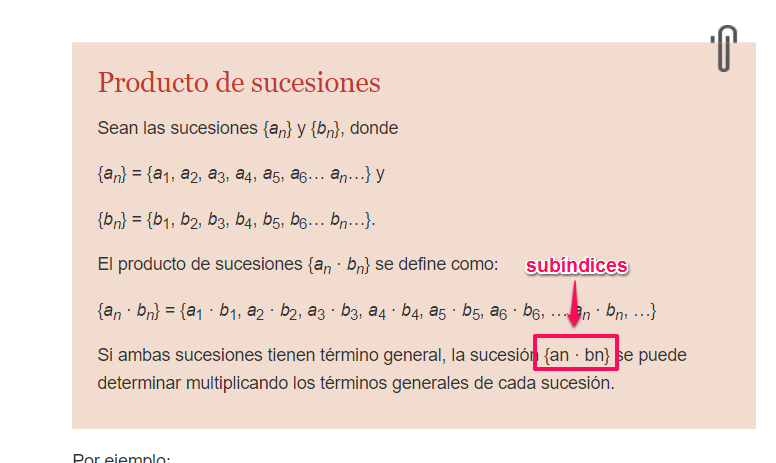 Producto de sucesiones
Sean las sucesiones {aₙ} y {bₙ}, donde
{aₙ} = {a₁, a₂, a₃, a₄, a₅, a₆… aₙ…} y
{bₙ} = {b₁, b₂, b₃, b₄, b₅, b₆… bₙ…}.
El producto de sucesiones {aₙ · bₙ} se define como:
subíndices
{aₙ · bₙ} = {a₁ · b₁, a₂ · b₂, a₃ · b₃, a₄ · b₄, a₅ · b₅, a₆ · b₆, … aₙ · bₙ, …}
Si ambas sucesiones tienen término general, la sucesión {an · bn} se puede
determinar multiplicando los términos generales de cada sucesión.
Por ejemplo: